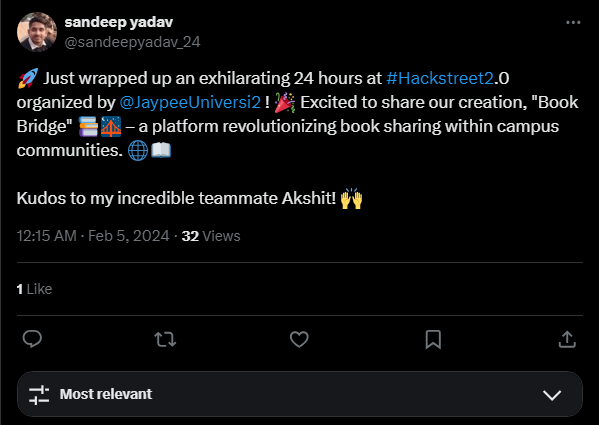 sandeep yadav
@sandeepyadav_24
🚀 Just wrapped up an exhilarating 24 hours at #Hackstreet2.0
organized by @JaypeeUniversi2 ! 🎉 Excited to share our creation, "Book
Bridge" 📚🌉 – a platform revolutionizing book sharing within campus
communities. 🌐📖
Kudos to my incredible teammate Akshit! 🙌
12:15 AM · Feb 5, 2024 · 32 Views
1 Like
Most relevant